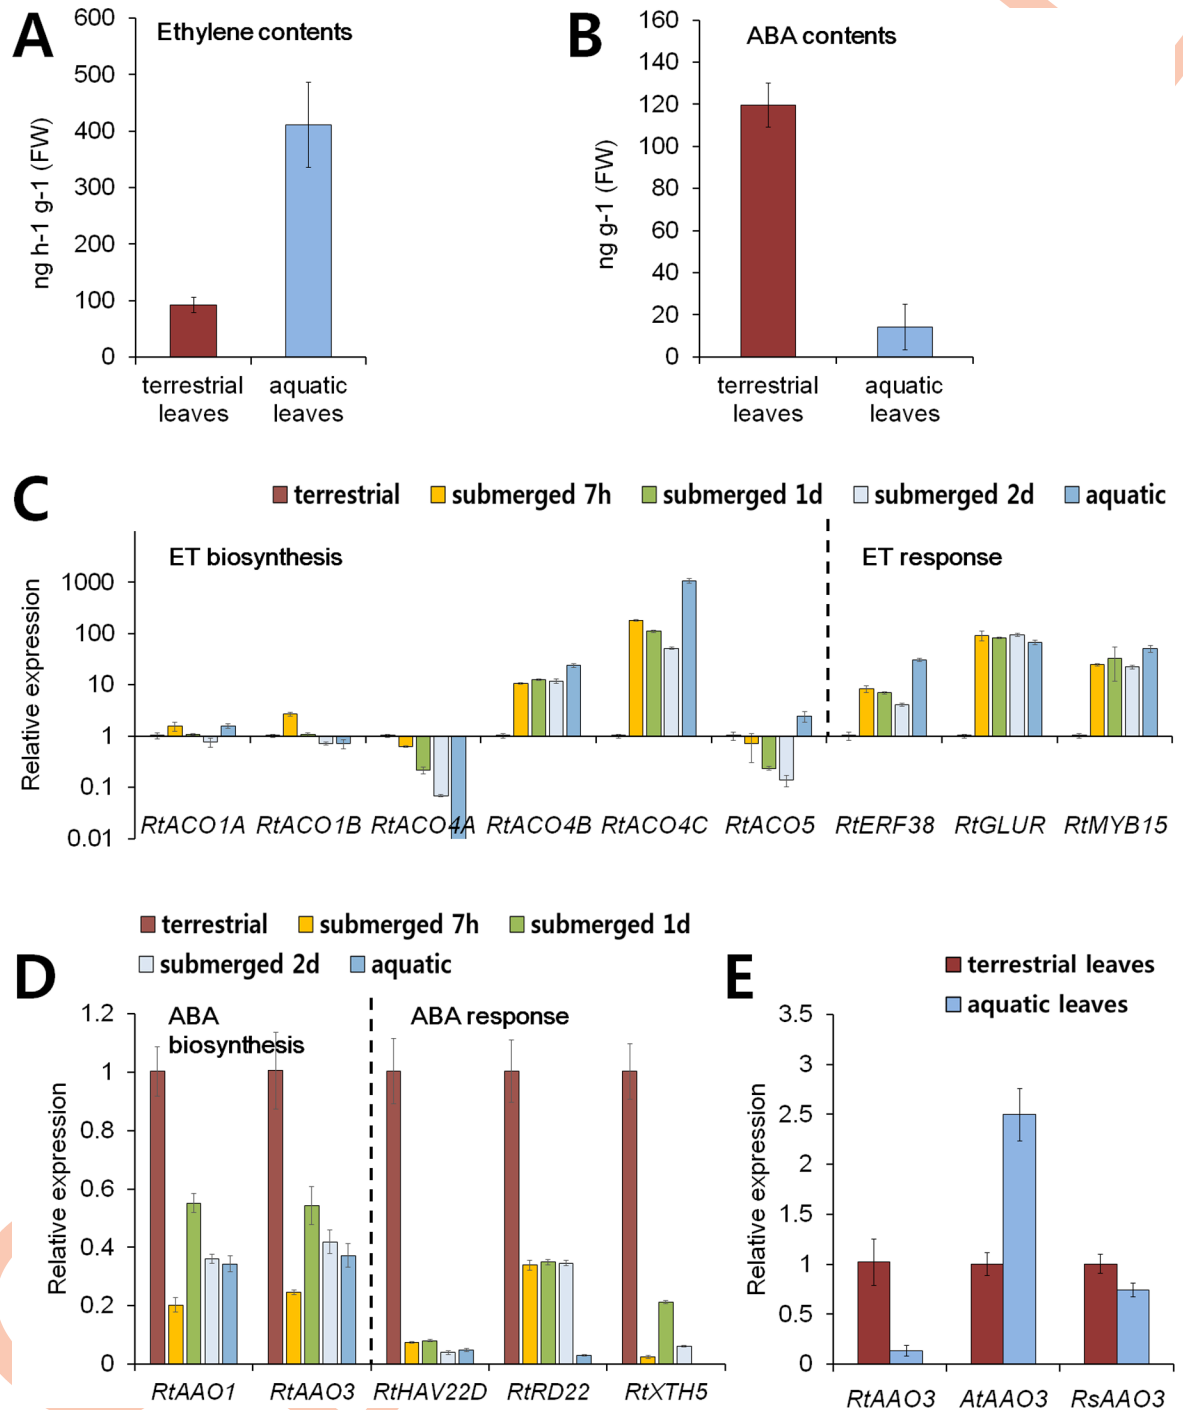 A
Ethylene contents
600
500
400
300
200
100
0
ng h-1 g-1 (FW)
terrestrial leaves
aquatic leaves
B
ABA contents
160
140
120
100
80
60
40
20
0
ng g-1 (FW)
terrestrial leaves
aquatic leaves
C
terrestrial submerged 7h submerged 1d submerged 2d aquatic
ET biosynthesis
ET response
1000
100
10
1
0.1
0.01
Relative expression
RtACO1A RtACO1B RtACO4A RtACO4B RtACO4C RtACO5 RtERF38 RtGLUR RtMYB15
D
terrestrial submerged 7h submerged 1d
submerged 2d aquatic
ABA
biosynthesis
ABA response
1.2
1
0.8
0.6
0.4
0.2
0
Relative expression
RtAAO1 RtAAO3 RtHAV22D RtRD22 RtXTH5
E
terrestrial leaves
aquatic leaves
3.5
3
2.5
2
1.5
1
0.5
0
Relative expression
RtAAO3 AtAAO3 RsAAO3